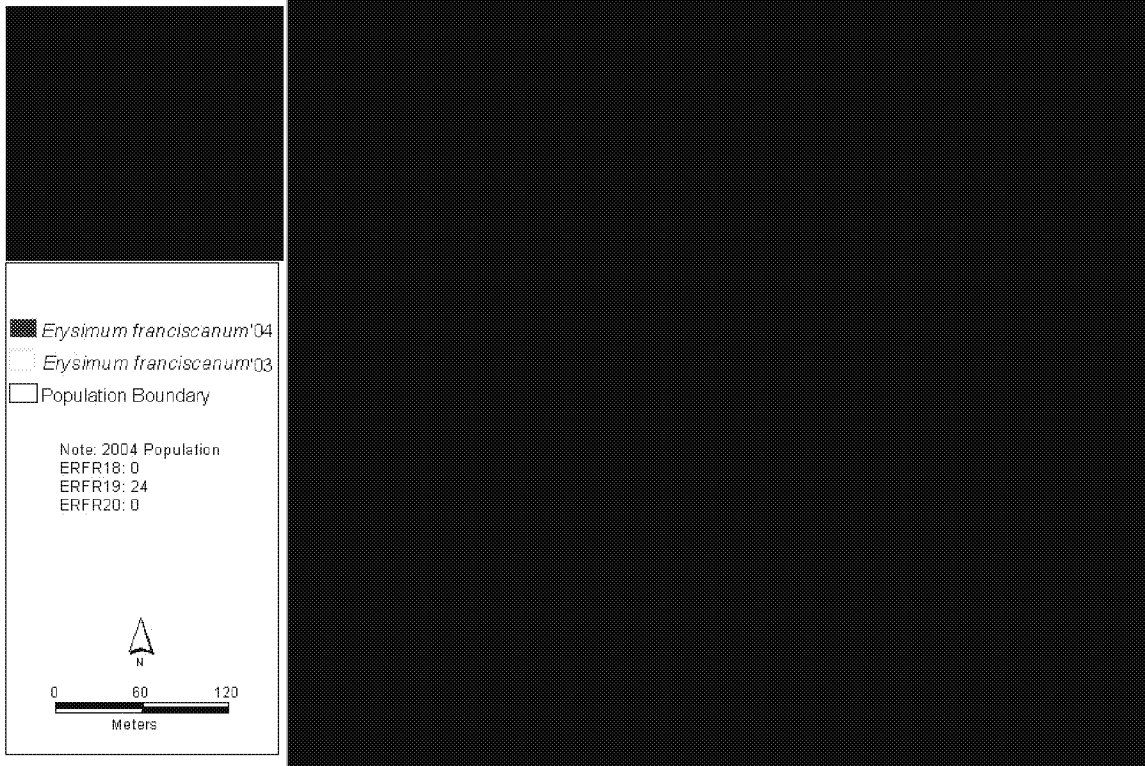 Erysimum franciscanum'04
Erysimum franciscanum'03
Population Boundary
Note: 2004 Population
ERFR18: 0
ERFR19: 24
ERFR20: 0
N
0 60 120
Meters